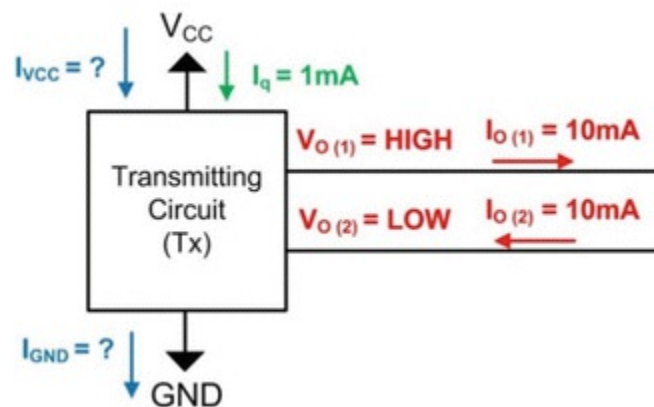 V_CC
I_VCC = ?
I_q = 1mA
V_O (1) = HIGH
I_O (1) = 10mA
Transmitting
Circuit
(Tx)
V_O (2) = LOW
I_O (2) = 10mA
I_GND = ?
GND